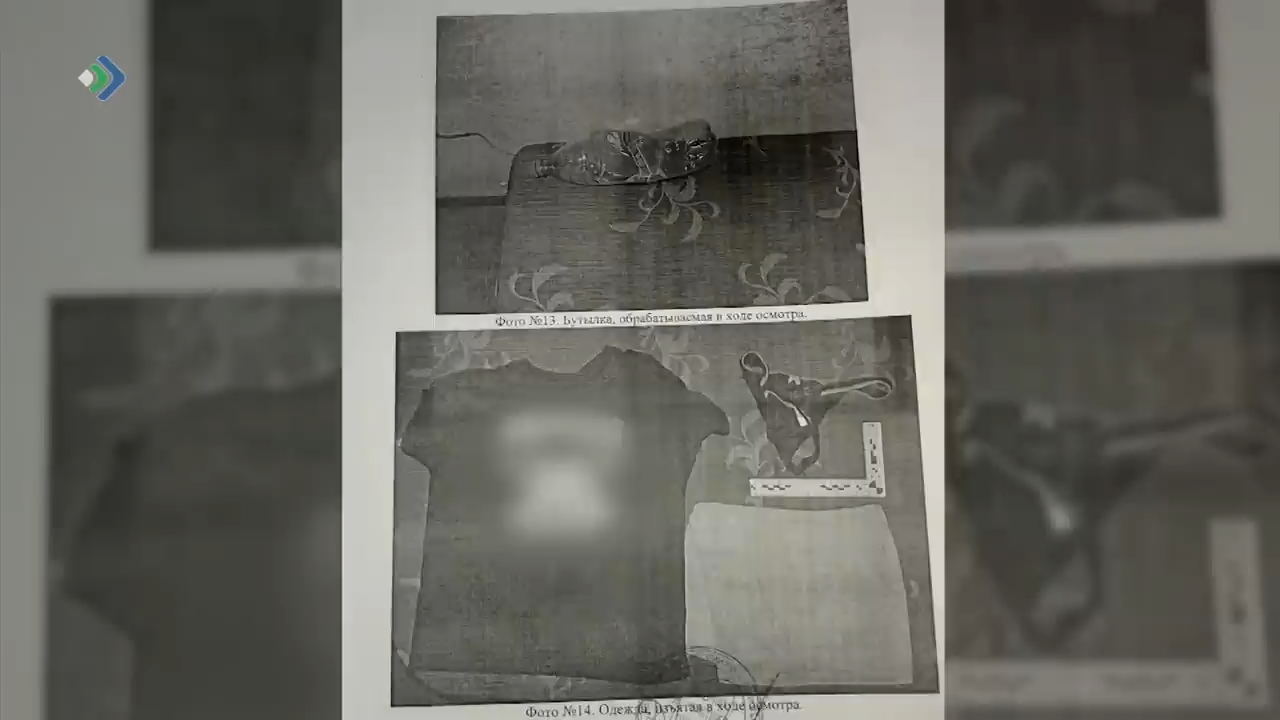 Фото №13. Бутылка, обрабатываемая в ходе осмотра.
Фото №14. Одежда, изъятая в ходе осмотра.